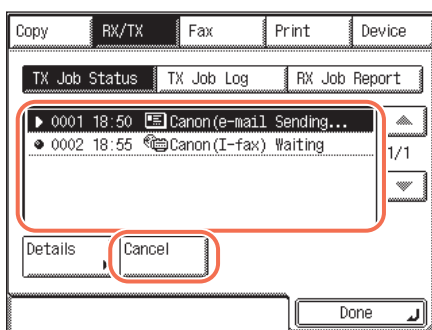 Copy RX/TX Fax Print Device
TX Job Status TX Job Log RX Job Report
0001 18:50 Canon(e-mail Sending...
0002 18:55 Canon(I-fax) Waiting
1/1
Details Cancel
Done